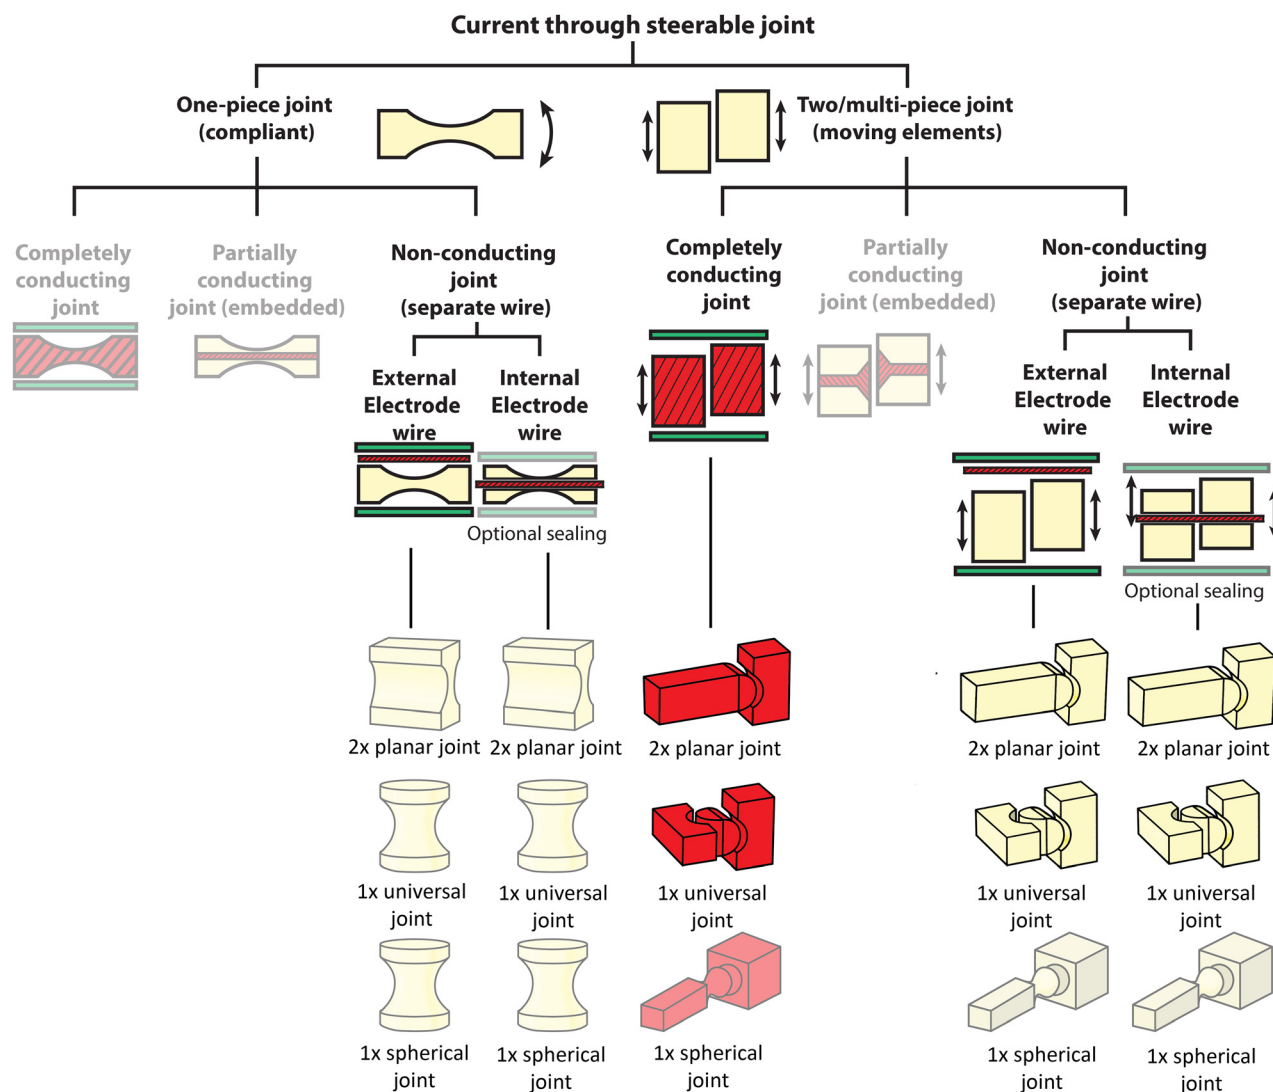 Current through steerable joint
One-piece joint
(compliant)
Two/multi-piece joint
(moving elements)
Completely
conducting
joint
Partially
conducting
joint (embedded)
Non-conducting
joint
(separate wire)
External
Electrode
wire
Internal
Electrode
wire
Optional sealing
Completely
conducting
joint
Partially
conducting
joint (embedded)
Non-conducting
joint
(separate wire)
External
Electrode
wire
Internal
Electrode
wire
Optional sealing
2x planar joint
2x planar joint
2x planar joint
2x planar joint
2x planar joint
1x universal
joint
1x universal
joint
1x universal
joint
1x universal
joint
1x universal
joint
1x spherical
joint
1x spherical
joint
1x spherical
joint
1x spherical
joint
1x spherical
joint